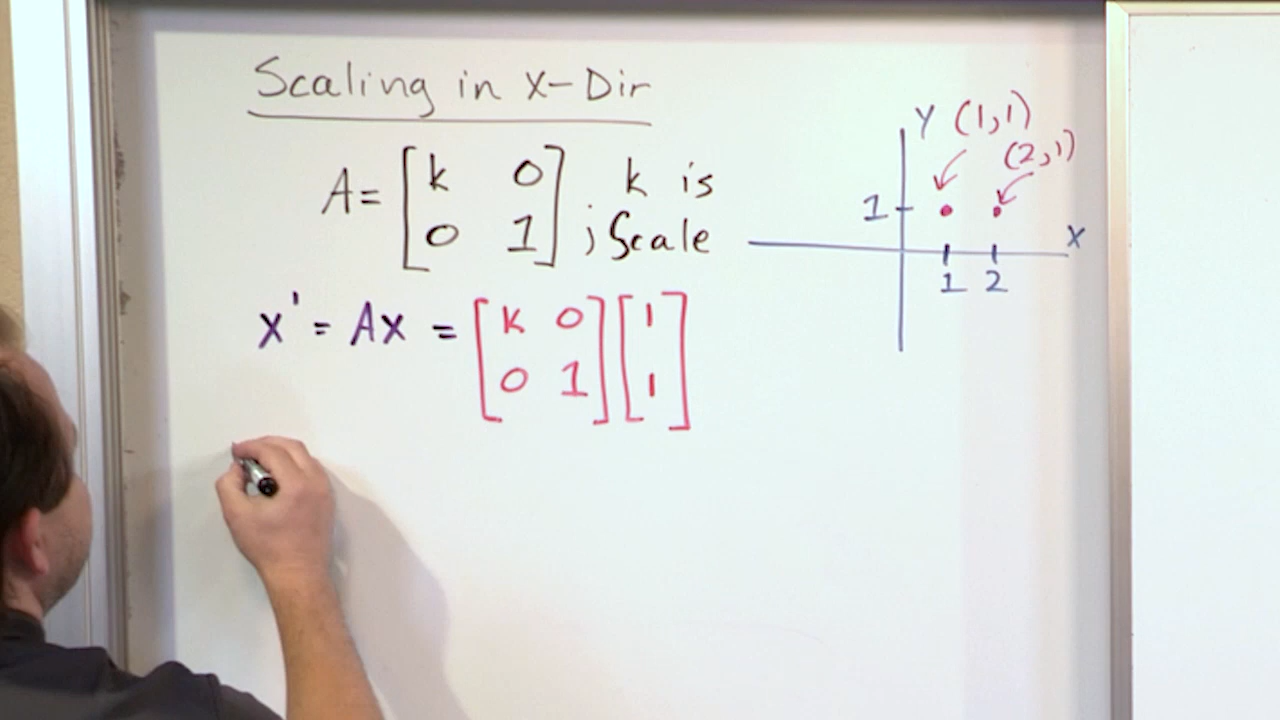 Scaling in X-Dir
A = [k 0
0 1] ; k is
Scale
x' = Ax = [k 0
0 1] [1
1]
Y (1,1)
(2,1)
1
X
1 2